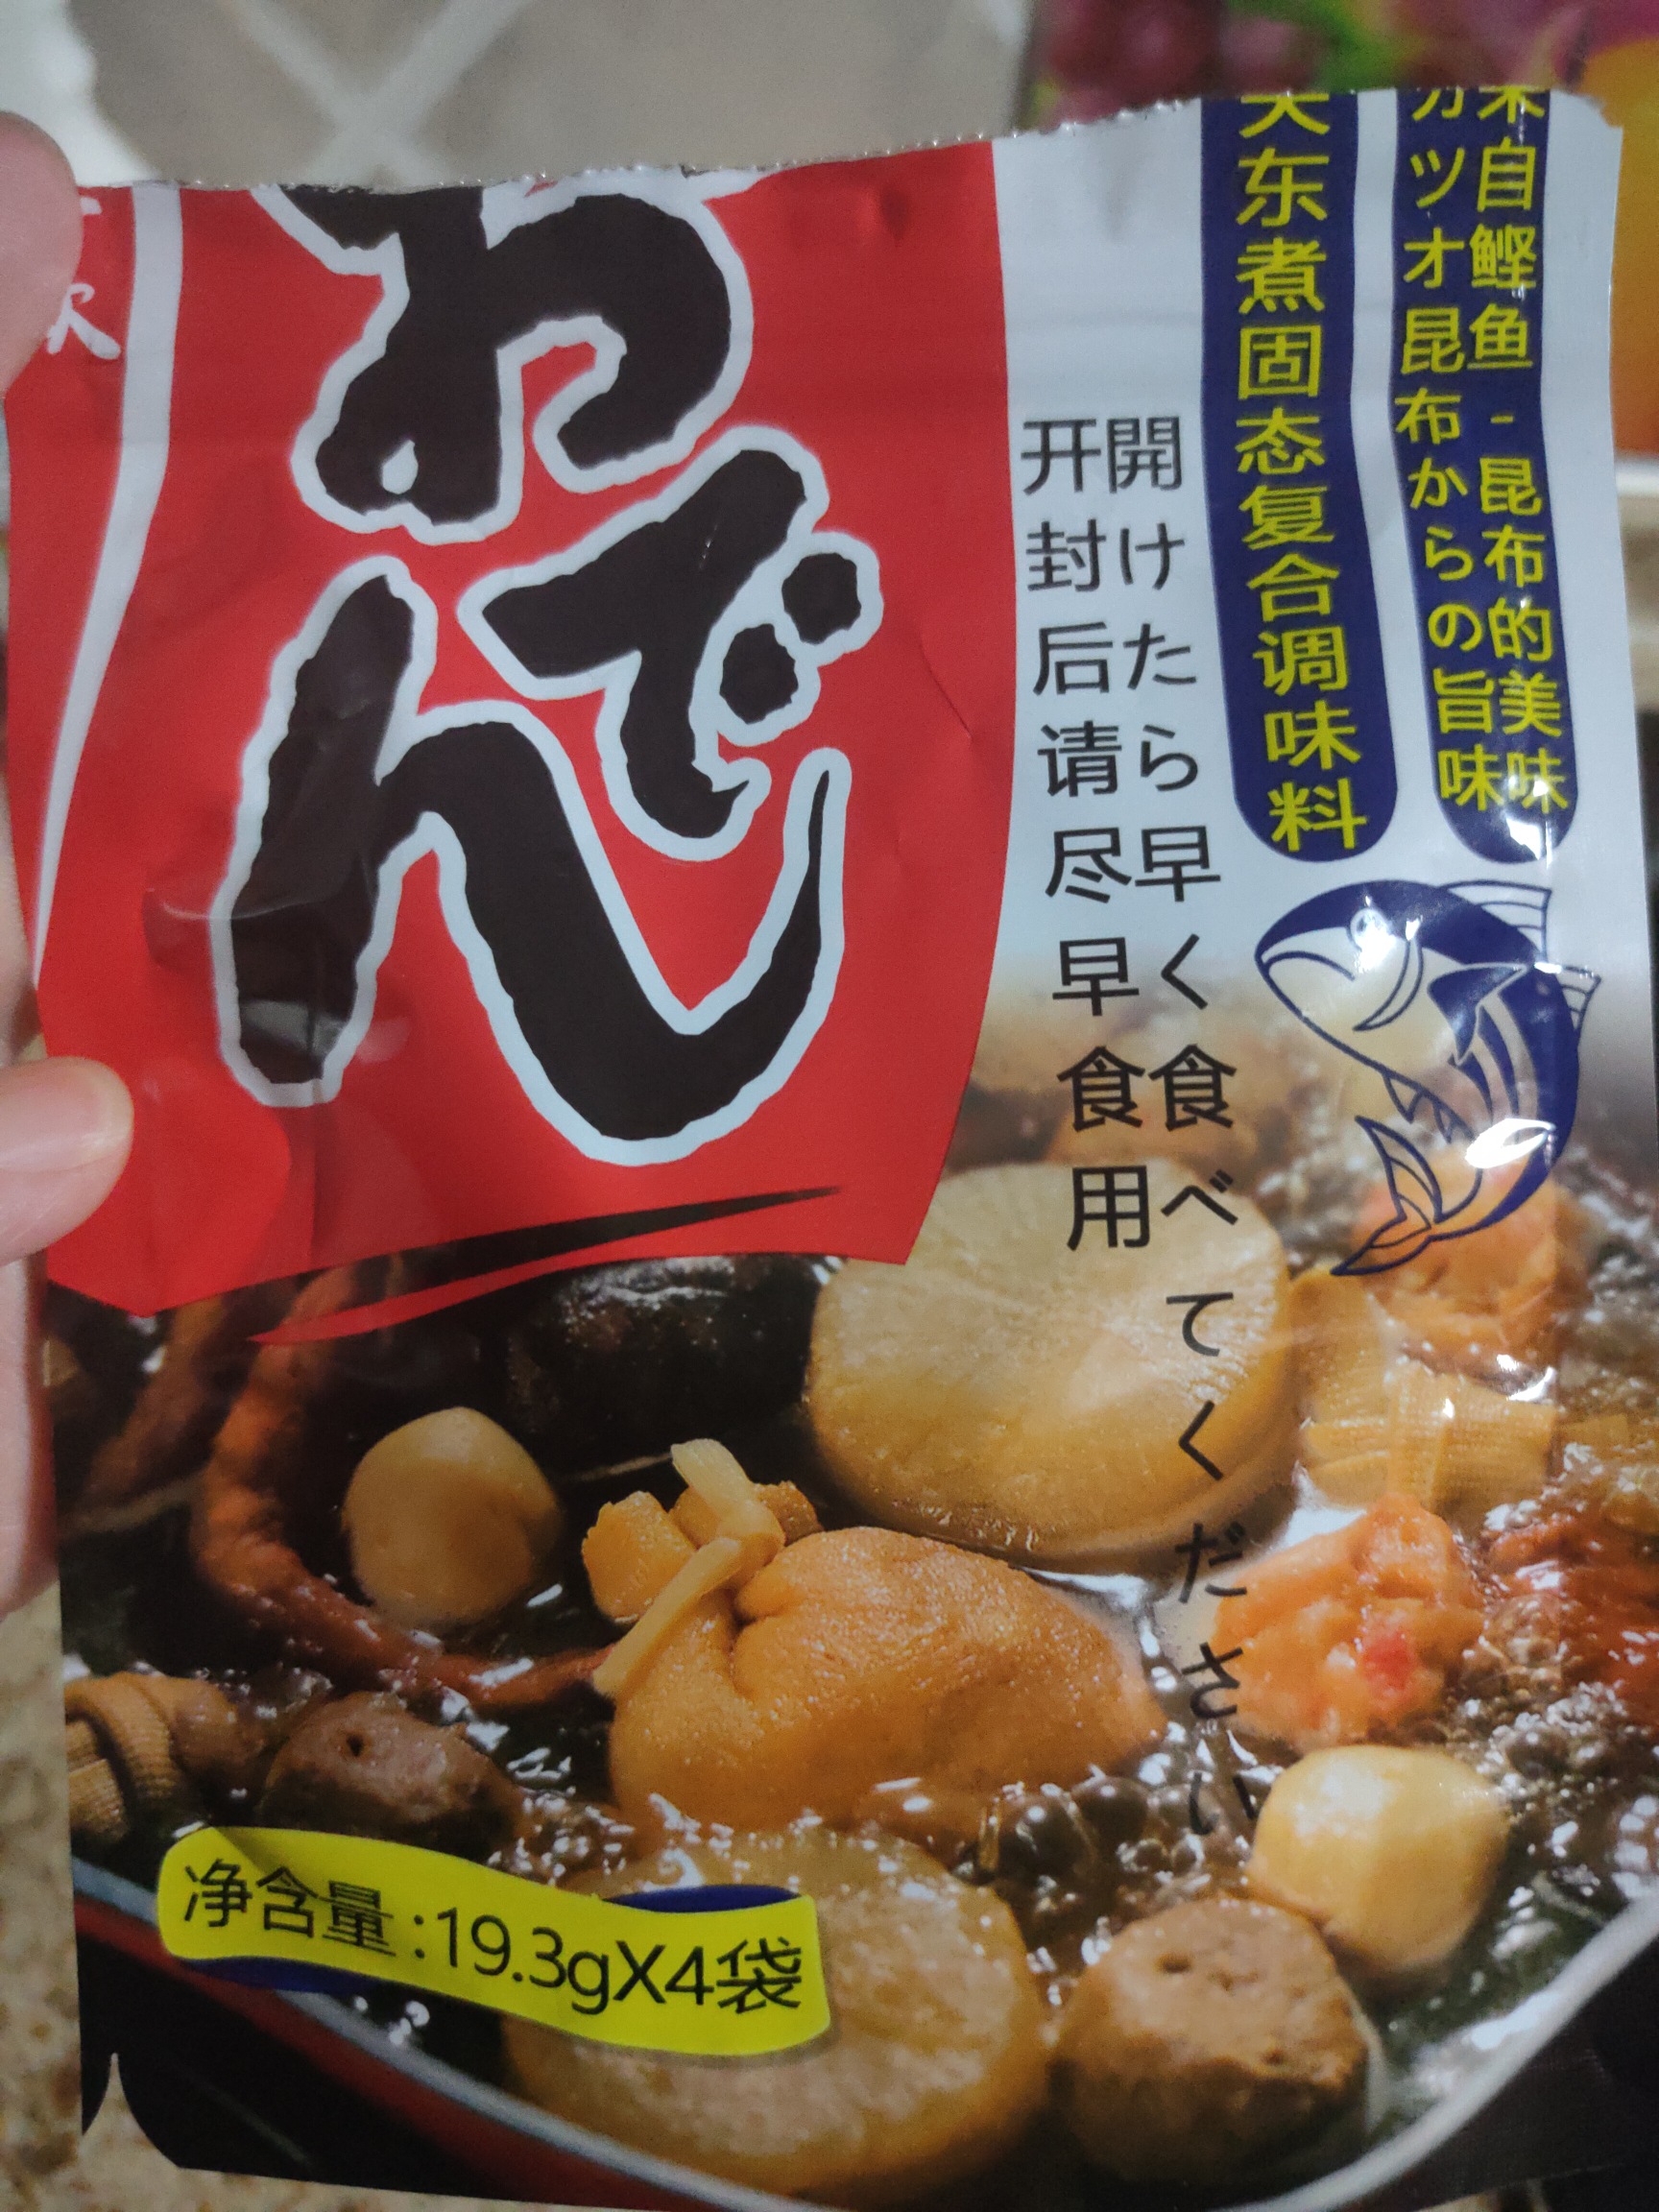 来自鲣鱼-昆布的美味
カツオ昆布からの旨味
关东煮固态复合调味料
開けたら早く食べてください
开封后请尽早食用
おでん
净含量:19.3gX4袋